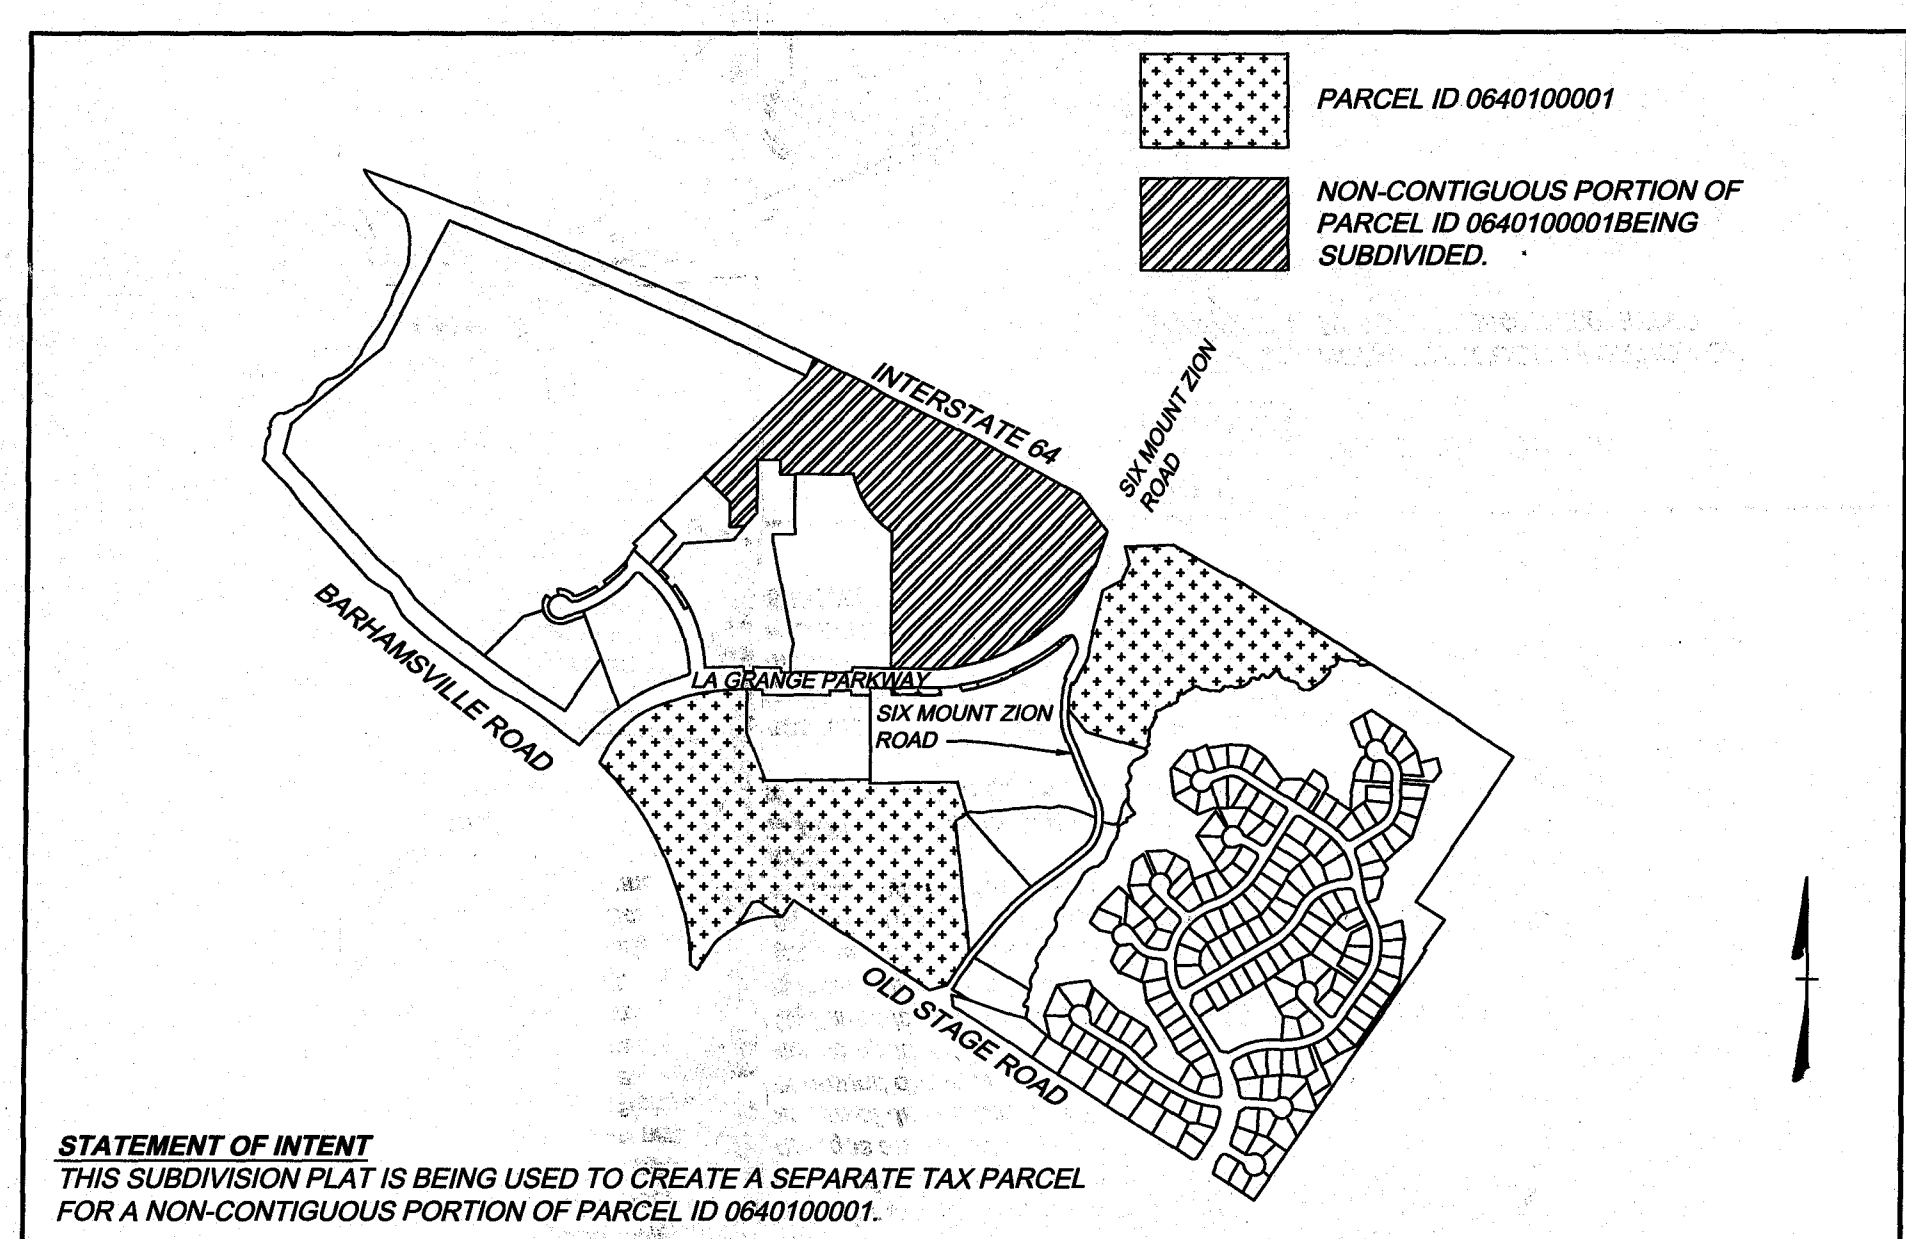 PARCEL ID 0640100001
NON-CONTIGUOUS PORTION OF
PARCEL ID 0640100001BEING
SUBDIVIDED.
INTERSTATE 64
SIX MOUNT ZION
ROAD
BARHAMSVILLE ROAD
LA GRANGE PARKWAY
SIX MOUNT ZION
ROAD
OLD STAGE ROAD
STATEMENT OF INTENT
THIS SUBDIVISION PLAT IS BEING USED TO CREATE A SEPARATE TAX PARCEL
FOR A NON-CONTIGUOUS PORTION OF PARCEL ID 0640100001.